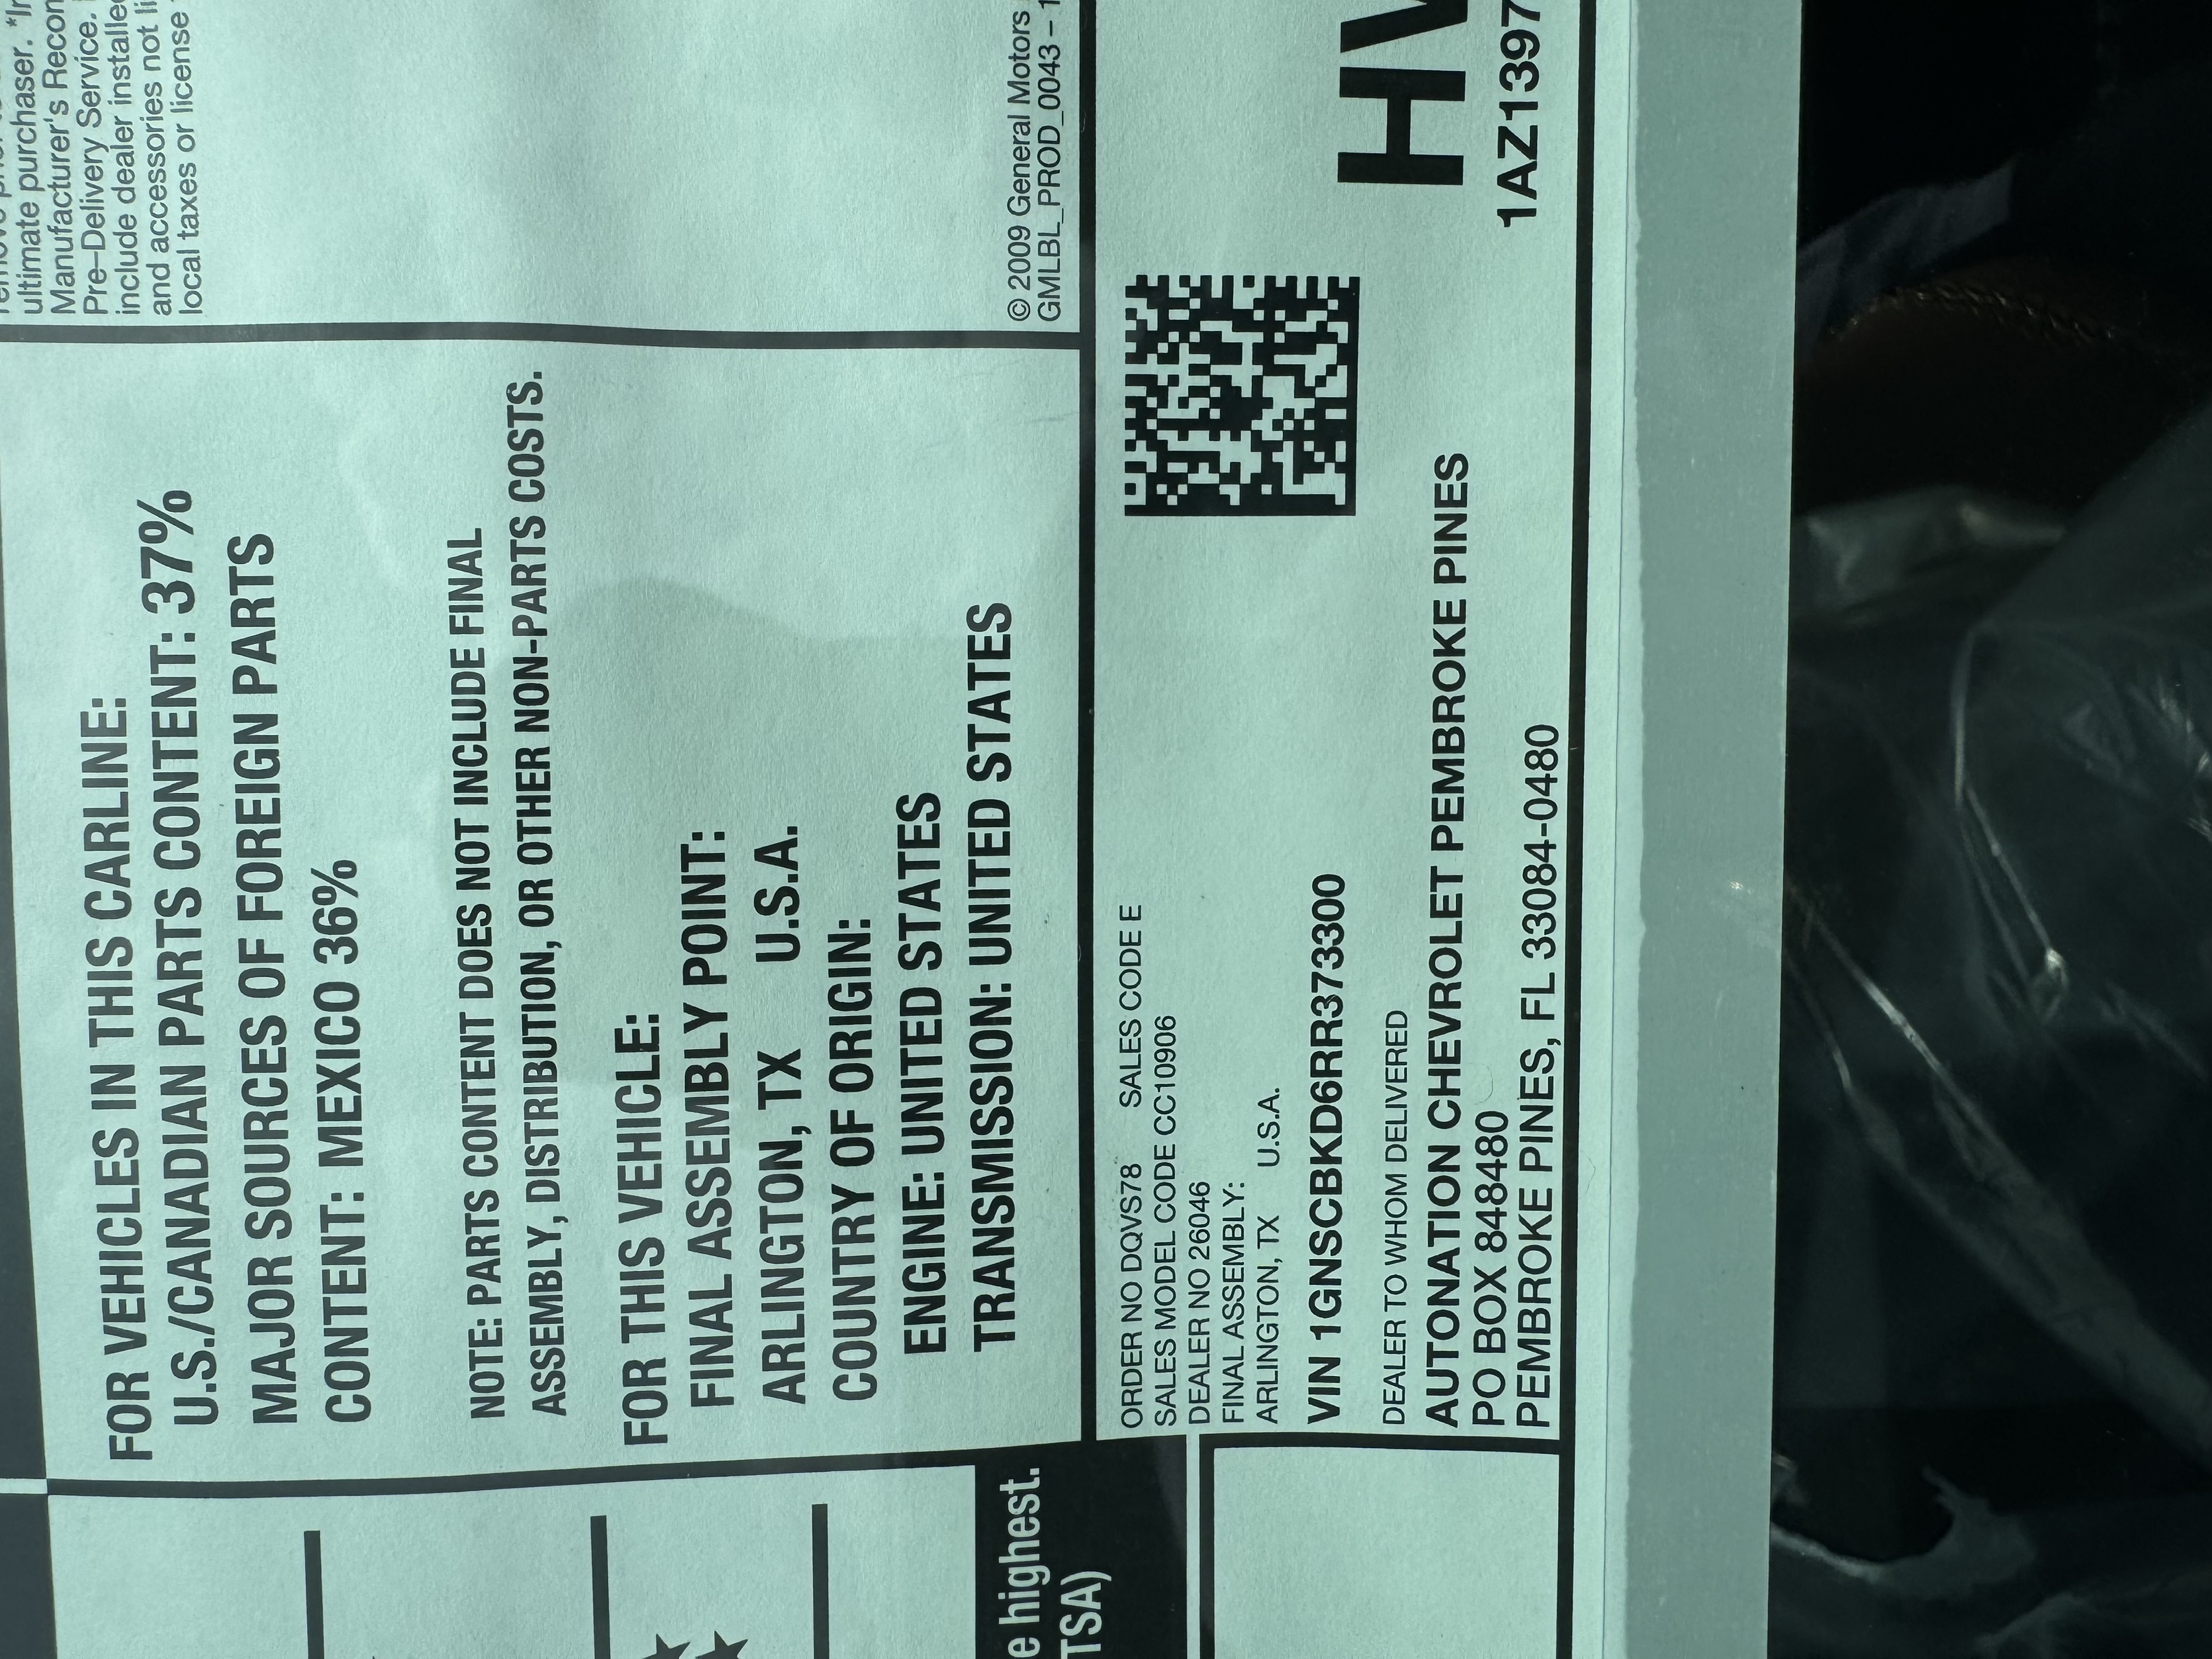 ultimate purchaser.
Manufacturer's
Pre–Delivery Service.
include dealer
and accessories not
local taxes or license
© 2009 General Motors
GMLBL_PROD_0043 – 1
FOR VEHICLES IN THIS CARLINE:
U.S./CANADIAN PARTS CONTENT: 37%
MAJOR SOURCES OF FOREIGN PARTS
CONTENT: MEXICO 36%
NOTE: PARTS CONTENT DOES NOT INCLUDE FINAL
ASSEMBLY, DISTRIBUTION, OR OTHER NON-PARTS COSTS.
FOR THIS VEHICLE:
FINAL ASSEMBLY POINT:
ARLINGTON, TX U.S.A.
COUNTRY OF ORIGIN:
ENGINE: UNITED STATES
TRANSMISSION: UNITED STATES
highest.
TSA)
ORDER NO DQVS78 SALES CODE E
SALES MODEL CODE CC10906
DEALER NO 26046
FINAL ASSEMBLY:
ARLINGTON, TX U.S.A.
VIN 1GNSCBKD6RR373300
DEALER TO WHOM DELIVERED
AUTONATION CHEVROLET PEMBROKE PINES
PO BOX 848480
PEMBROKE PINES, FL 33084-0480
1AZ1397